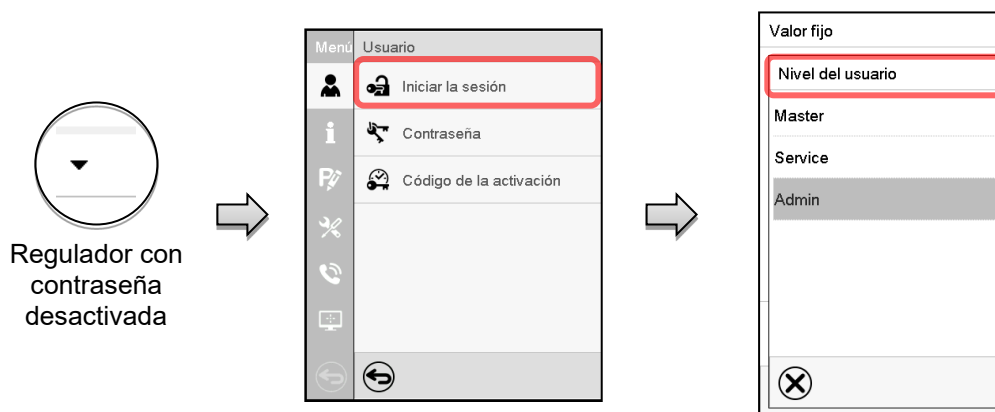 Regulador con
contraseña
desactivada
Menú
Usuario
Iniciar la sesión
Contraseña
Código de la activación
Valor fijo
Nivel del usuario
Master
Service
Admin